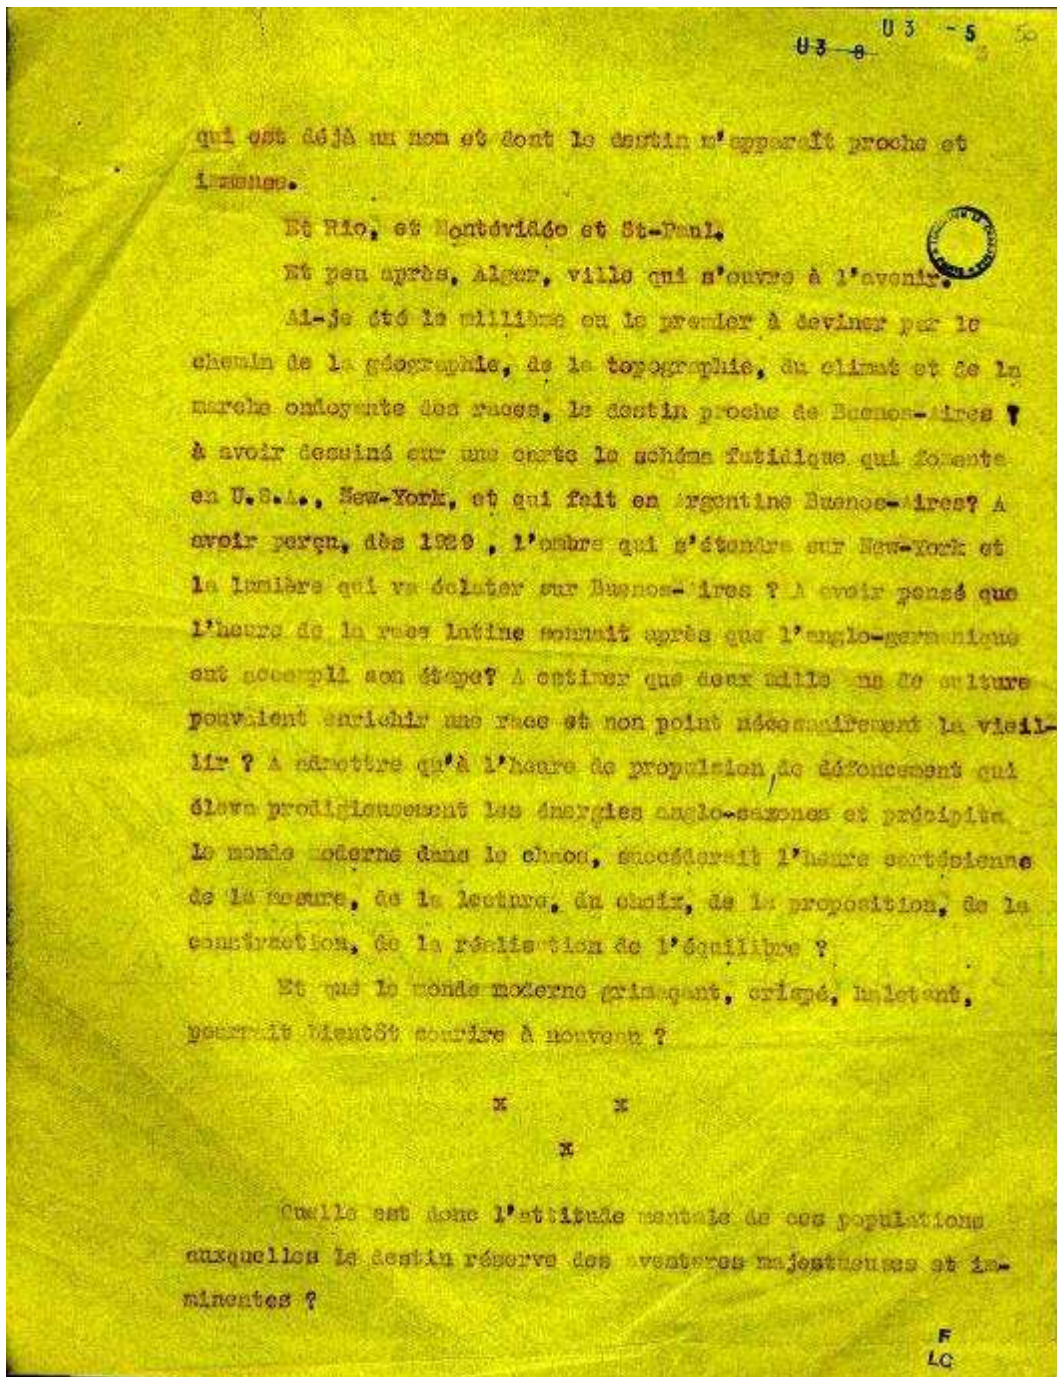 U3 - 5 50
U3 8
qui est déjà un nom et dont le destin m'apparaît proche et
immense.
Et Rio, et Montévidéo et St-Paul.
Et peu après, Alger, ville qui s'ouvre à l'avenir.
Ai-je été le millième ou le premier à deviner par le
chemin de la géographie, de la topographie, du climat et de la
marche ondoyante des races, le destin proche de Buenos-Aires ?
à avoir dessiné sur une carte le schéma fatidique qui fomente
en U.S.A., New-York, et qui fait en Argentine Buenos-Aires? A
avoir perçu, dès 1929 , l'ombre qui s'étendra sur New-York et
la lumière qui va éclater sur Buenos-Aires ? A avoir pensé que
l'heure de la race latine sonnait après que l'anglo-germanique
ent accompli son étape? A estimer que deux mille ans de culture
pouvaient enrichir une race et non point nécessairement la vieil-
lir ? A admettre qu'à l'heure de propulsion, de défoncement qui
éleva prodigieusement les énergies anglo-saxones et précipita
le monde moderne dans le chaos, succéderait l'heure cartésienne
de la mesure, de la lecture, du choix, de la proposition, de la
construction, de la réalisation de l'équilibre ?
Et que le monde moderne grimaçant, crispé, haletant,
pourrait bientôt sourire à nouveau ?
x x
x
Quelle est donc l'attitude mentale de ces populations
auxquelles le destin réserve des aventures majestueuses et im-
minentes ?
F
LC